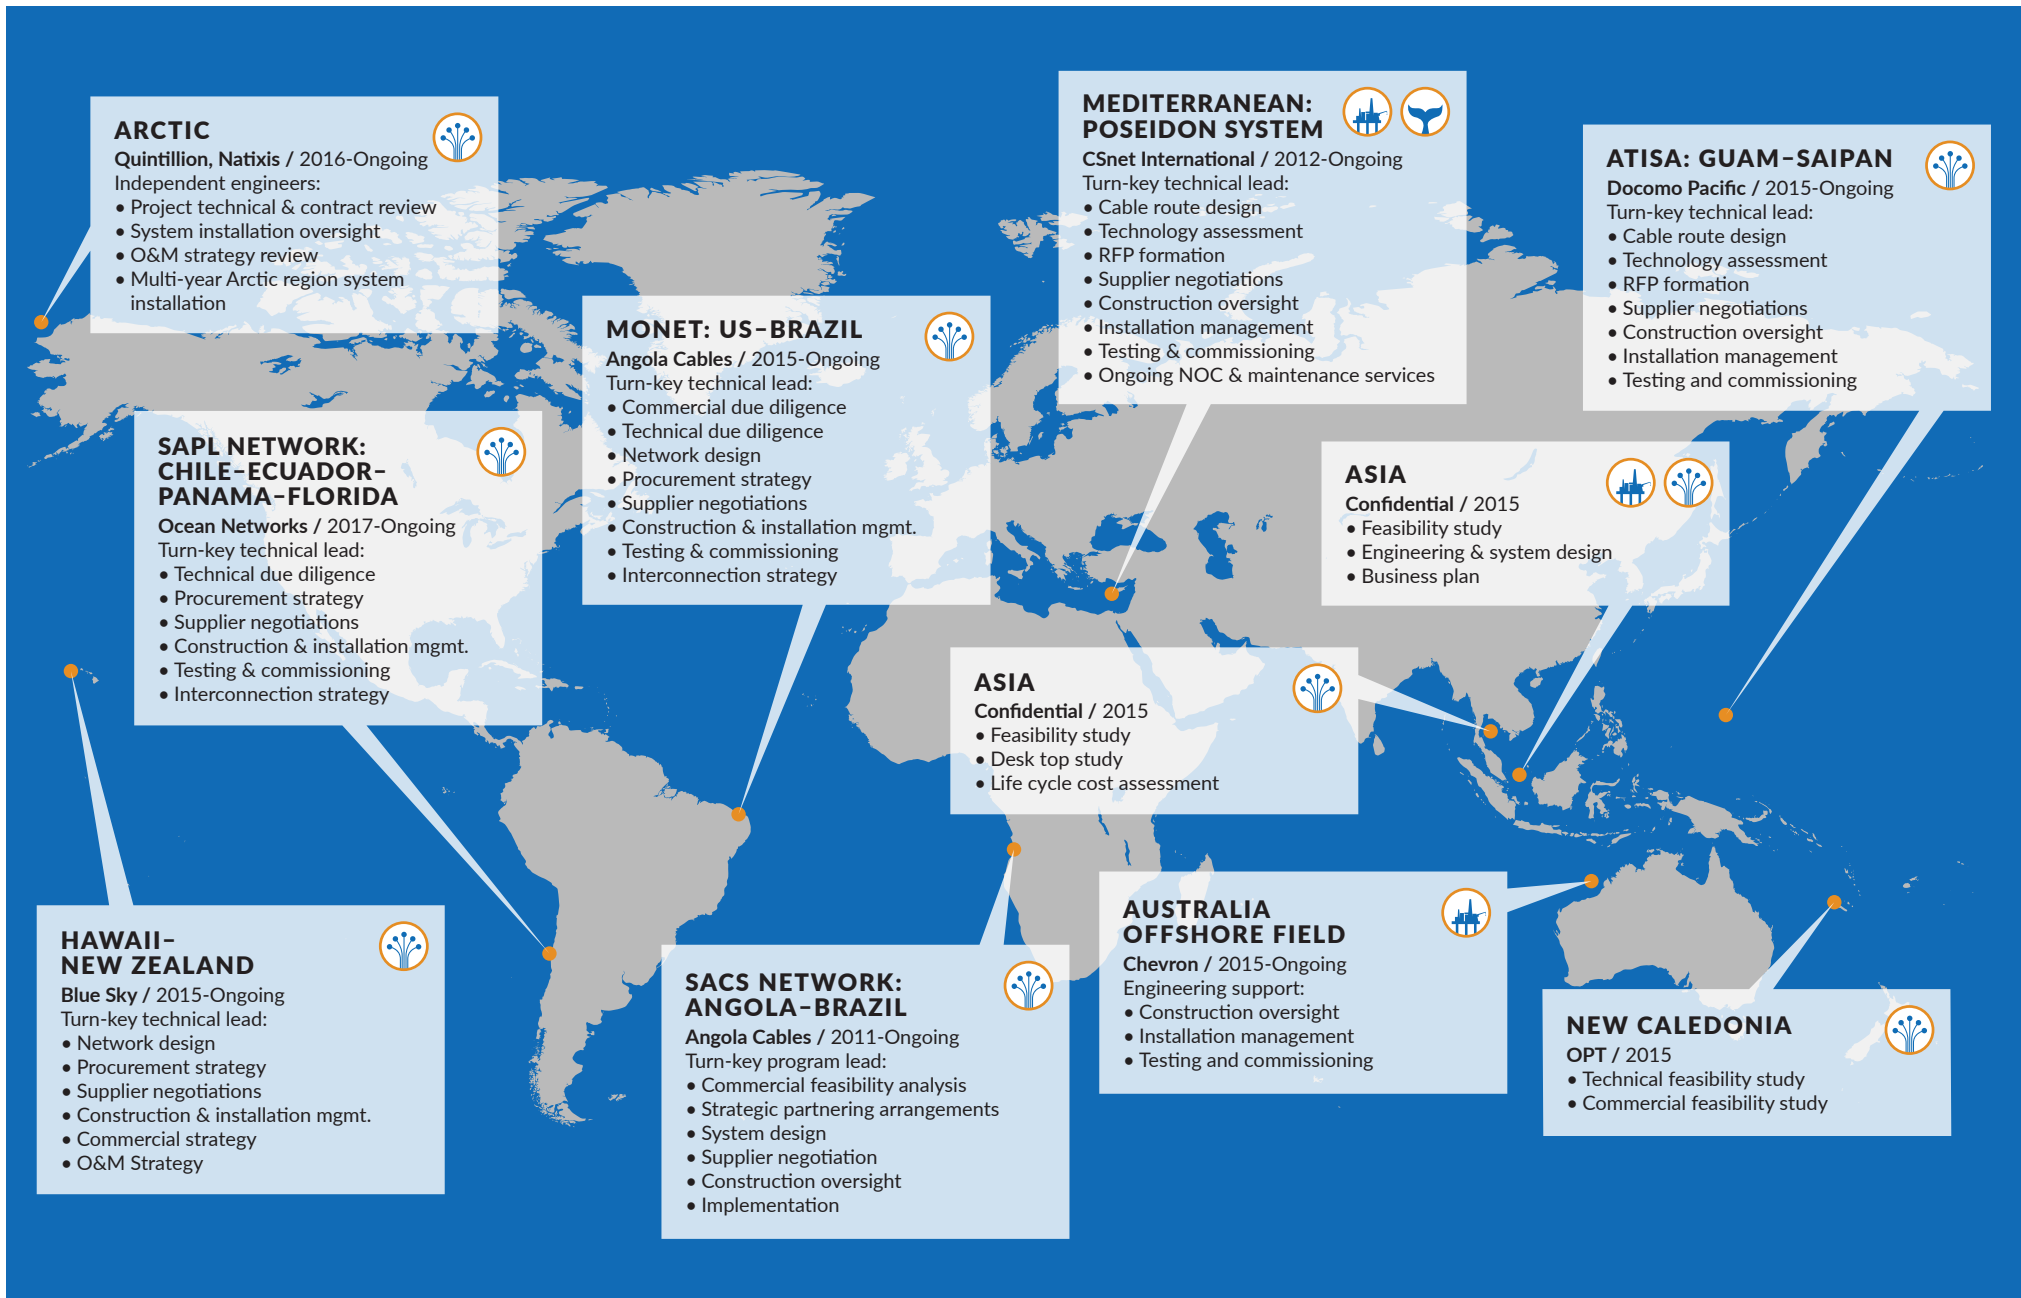 ARCTIC
Quintillion, Natixis / 2016-Ongoing
Independent engineers:
• Project technical & contract review
• System installation oversight
• O&M strategy review
• Multi-year Arctic region system
installation
MEDITERRANEAN:
POSEIDON SYSTEM
CSnet International / 2012-Ongoing
Turn-key technical lead:
• Cable route design
• Technology assessment
• RFP formation
• Supplier negotiations
• Construction oversight
• Installation management
• Testing & commissioning
• Ongoing NOC & maintenance services
ATISA: GUAM–SAIPAN
Docomo Pacific / 2015-Ongoing
Turn-key technical lead:
• Cable route design
• Technology assessment
• RFP formation
• Supplier negotiations
• Construction oversight
• Installation management
• Testing and commissioning
MONET: US–BRAZIL
Angola Cables / 2015-Ongoing
Turn-key technical lead:
• Commercial due diligence
• Technical due diligence
• Network design
• Procurement strategy
• Supplier negotiations
• Construction & installation mgmt.
• Testing & commissioning
• Interconnection strategy
SAPL NETWORK:
CHILE–ECUADOR–
PANAMA–FLORIDA
Ocean Networks / 2017-Ongoing
Turn-key technical lead:
• Technical due diligence
• Procurement strategy
• Supplier negotiations
• Construction & installation mgmt.
• Testing & commissioning
• Interconnection strategy
ASIA
Confidential / 2015
• Feasibility study
• Engineering & system design
• Business plan
ASIA
Confidential / 2015
• Feasibility study
• Desk top study
• Life cycle cost assessment
HAWAII–
NEW ZEALAND
Blue Sky / 2015-Ongoing
Turn-key technical lead:
• Network design
• Procurement strategy
• Supplier negotiations
• Construction & installation mgmt.
• Commercial strategy
• O&M Strategy
SACS NETWORK:
ANGOLA–BRAZIL
Angola Cables / 2011-Ongoing
Turn-key program lead:
• Commercial feasibility analysis
• Strategic partnering arrangements
• System design
• Supplier negotiation
• Construction oversight
• Implementation
AUSTRALIA
OFFSHORE FIELD
Chevron / 2015-Ongoing
Engineering support:
• Construction oversight
• Installation management
• Testing and commissioning
NEW CALEDONIA
OPT / 2015
• Technical feasibility study
• Commercial feasibility study